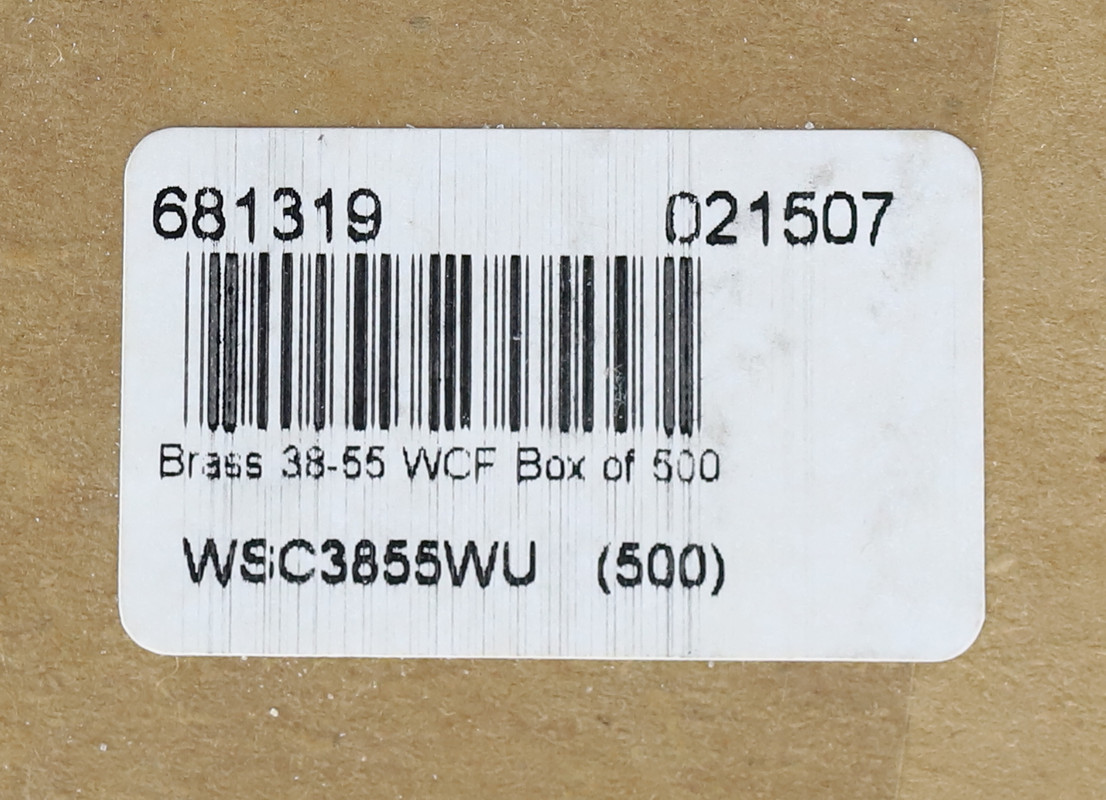 681319 021507
Brass 38-55 WCF Box of 500
WSC3855WU (500)